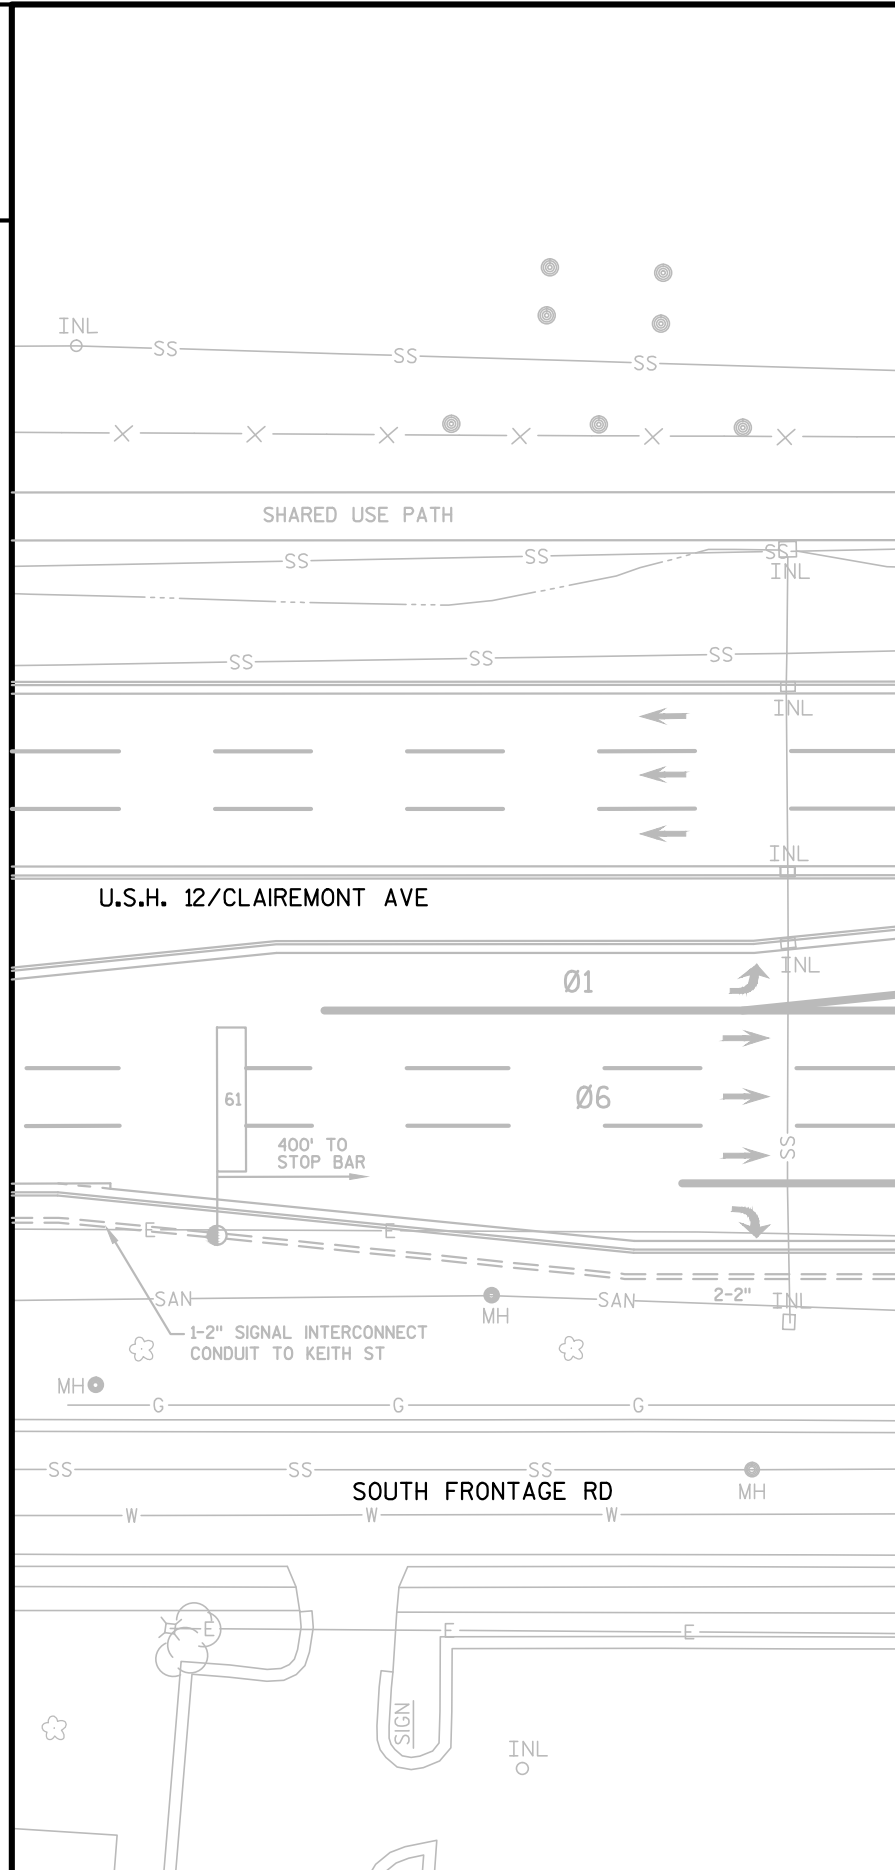 INL
SS SS SS
X X X X X X
SHARED USE PATH
SS SS SS
INL
SS SS SS
INL
INL
U.S.H. 12/CLAIREMONT AVE
INL
Ø1
61
Ø6
400' TO
STOP BAR
SS
E E
SAN SAN
2-2"
INL
MH
1-2" SIGNAL INTERCONNECT
CONDUIT TO KEITH ST
MH
G G G
SS SS SS
SOUTH FRONTAGE RD
MH
W W W
E E E
SIGN
INL